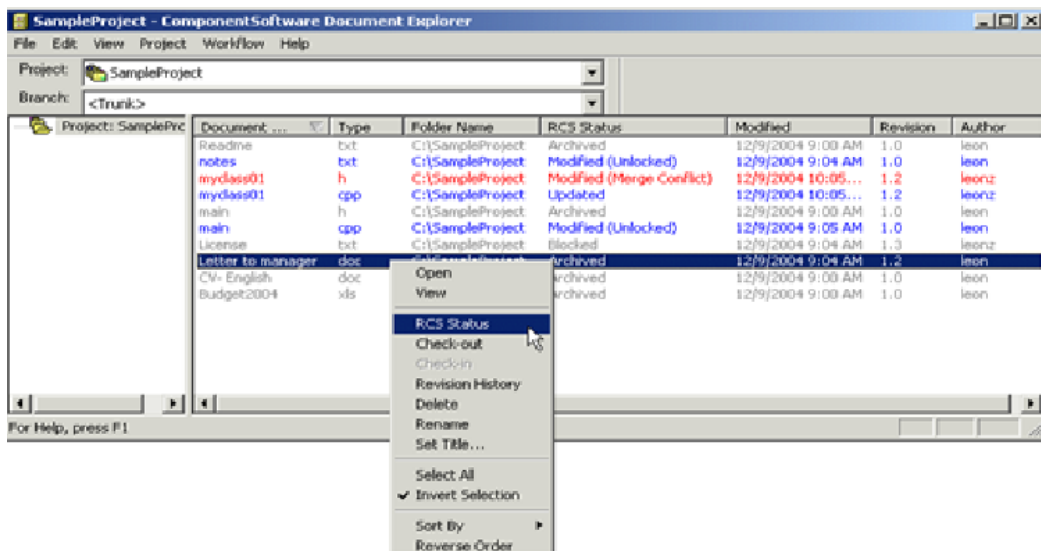 SampleProject - ComponentSoftware Document Explorer
File Edit View Project Workflow Help
Project: SampleProject
Branch: <Trunk>
Project: SamplePrc Document ... Type Folder Name RCS Status Modified Revision Author
Readme txt C:\SampleProject Archived 12/9/2004 9:00 AM 1.0 leon
notes txt C:\SampleProject Modified (Unlocked) 12/9/2004 9:04 AM 1.0 leon
myclass01 h C:\SampleProject Modified (Merge Conflict) 12/9/2004 10:05... 1.2 leonz
myclass01 cpp C:\SampleProject Updated 12/9/2004 10:05... 1.2 leonz
main h C:\SampleProject Archived 12/9/2004 9:00 AM 1.0 leon
main cpp C:\SampleProject Modified (Unlocked) 12/9/2004 9:05 AM 1.0 leon
License txt C:\SampleProject Blocked 12/9/2004 9:04 AM 1.3 leonz
Letter to manager doc C:\SampleProject Archived 12/9/2004 9:04 AM 1.2 leon
CV- English doc Archived 12/9/2004 9:04 AM 1.0 leon
Budget2004 xls Archived 12/9/2004 9:00 AM 1.0 leon
Open
View
RCS Status
Check-out
Check-in
Revision History
Delete
Rename
Set Title...
Select All
Invert Selection
Sort By
Reverse Order
For Help, press F1